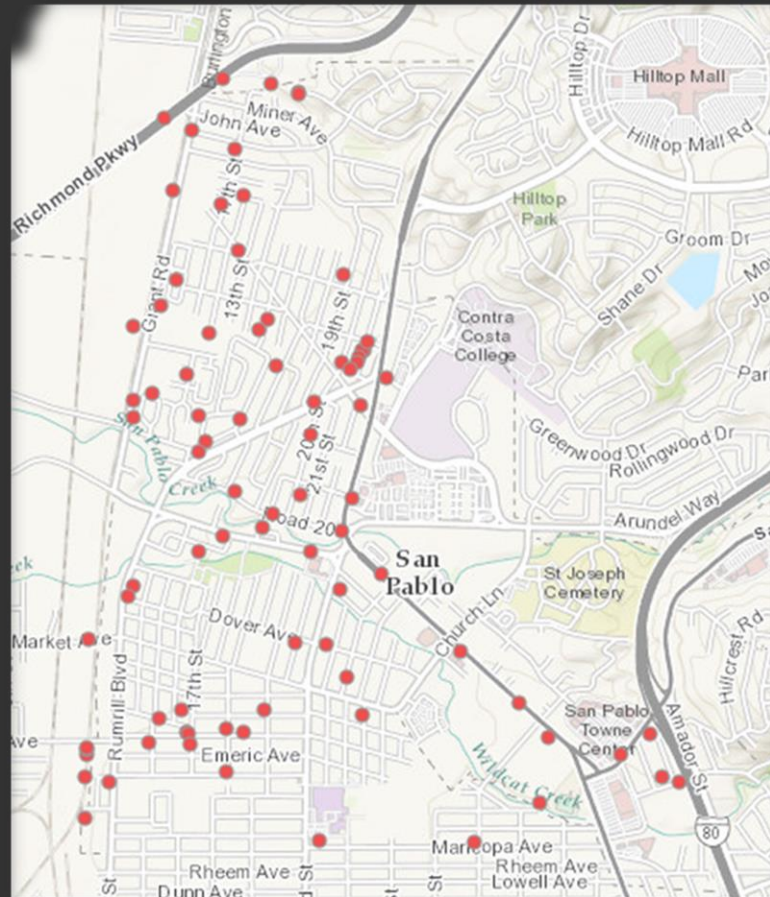 Burlington
Hilltop Dr
Hilltop Mall
Miner Ave
John Ave
Hilltop Mall Rd
Richmond Pkwy
St
Hilltop
Park
Groom Dr
Shane Dr
Giant Rd
13th St
19th St
Contra
Costa
College
Greenwood Dr
Rollingwood Dr
20th St
21st St
San Pablo
Creek
Arundel Way
Road 20
San
Pablo
St Joseph
Cemetery
Church Ln
Dover Ave
Market Ave
Hillcrest Rd
17th St
Rumrill Blvd
San Pablo
Towne
Center
Amador St
Emeric Ave
Wildcat Creek
80
Maricopa Ave
Rheem Ave
Rheem Ave
Lowell Ave
Dunn Ave
St
St
St